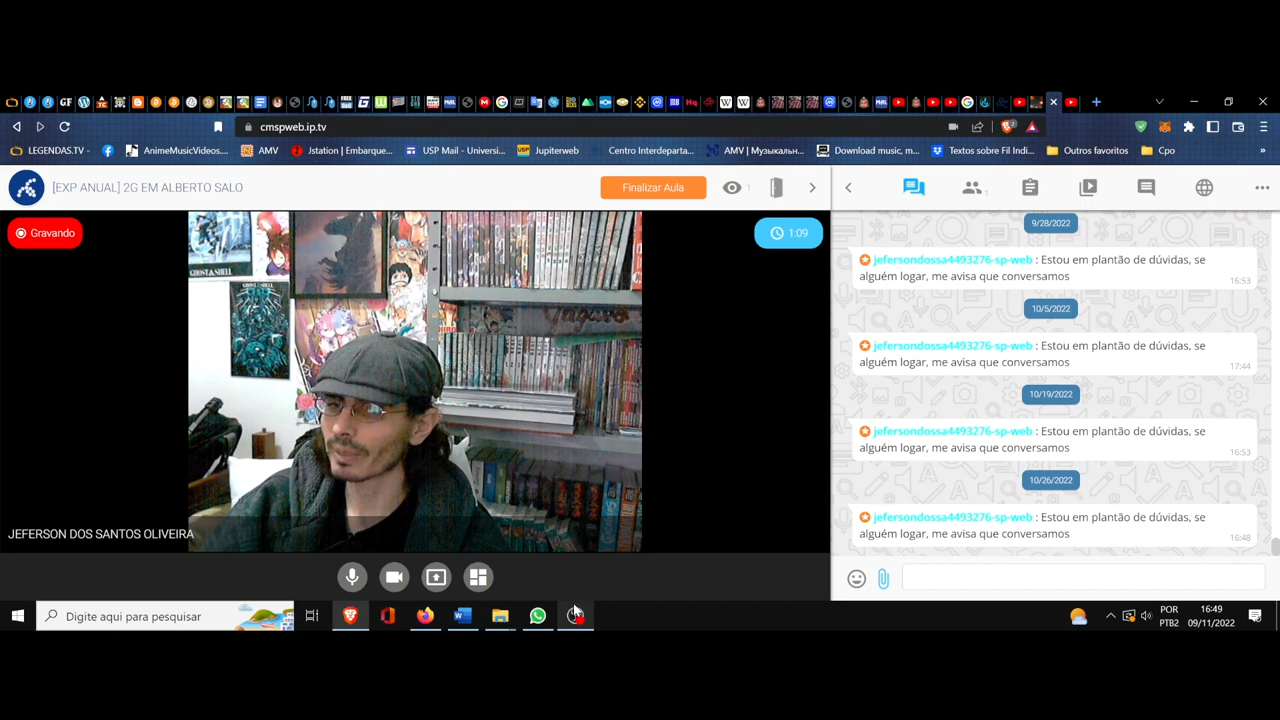 cmspweb.ip.tv
2
LEGENDAS.TV -
AnimeMusicVideos...
AMV
Jstation | Embarque...
USP Mail - Universi...
Jupiterweb
Centro Interdeparta...
AMV | Музыкальн...
Download music, m...
Textos sobre Fil Indi...
Outros favoritos
Cpo
»
[EXP ANUAL] 2G EM ALBERTO SALO
Finalizar Aula
1
1
Gravando
1:09
GHOST & SHELL
JEFERSON DOS SANTOS OLIVEIRA
9/28/2022
jefersondossa4493276-sp-web : Estou em plantão de dúvidas, se
alguém logar, me avisa que conversamos
16:53
10/5/2022
jefersondossa4493276-sp-web : Estou em plantão de dúvidas, se
alguém logar, me avisa que conversamos
17:44
10/19/2022
jefersondossa4493276-sp-web : Estou em plantão de dúvidas, se
alguém logar, me avisa que conversamos
16:53
10/26/2022
jefersondossa4493276-sp-web : Estou em plantão de dúvidas, se
alguém logar, me avisa que conversamos
16:48
Digite aqui para pesquisar
POR
PTB2
16:49
09/11/2022